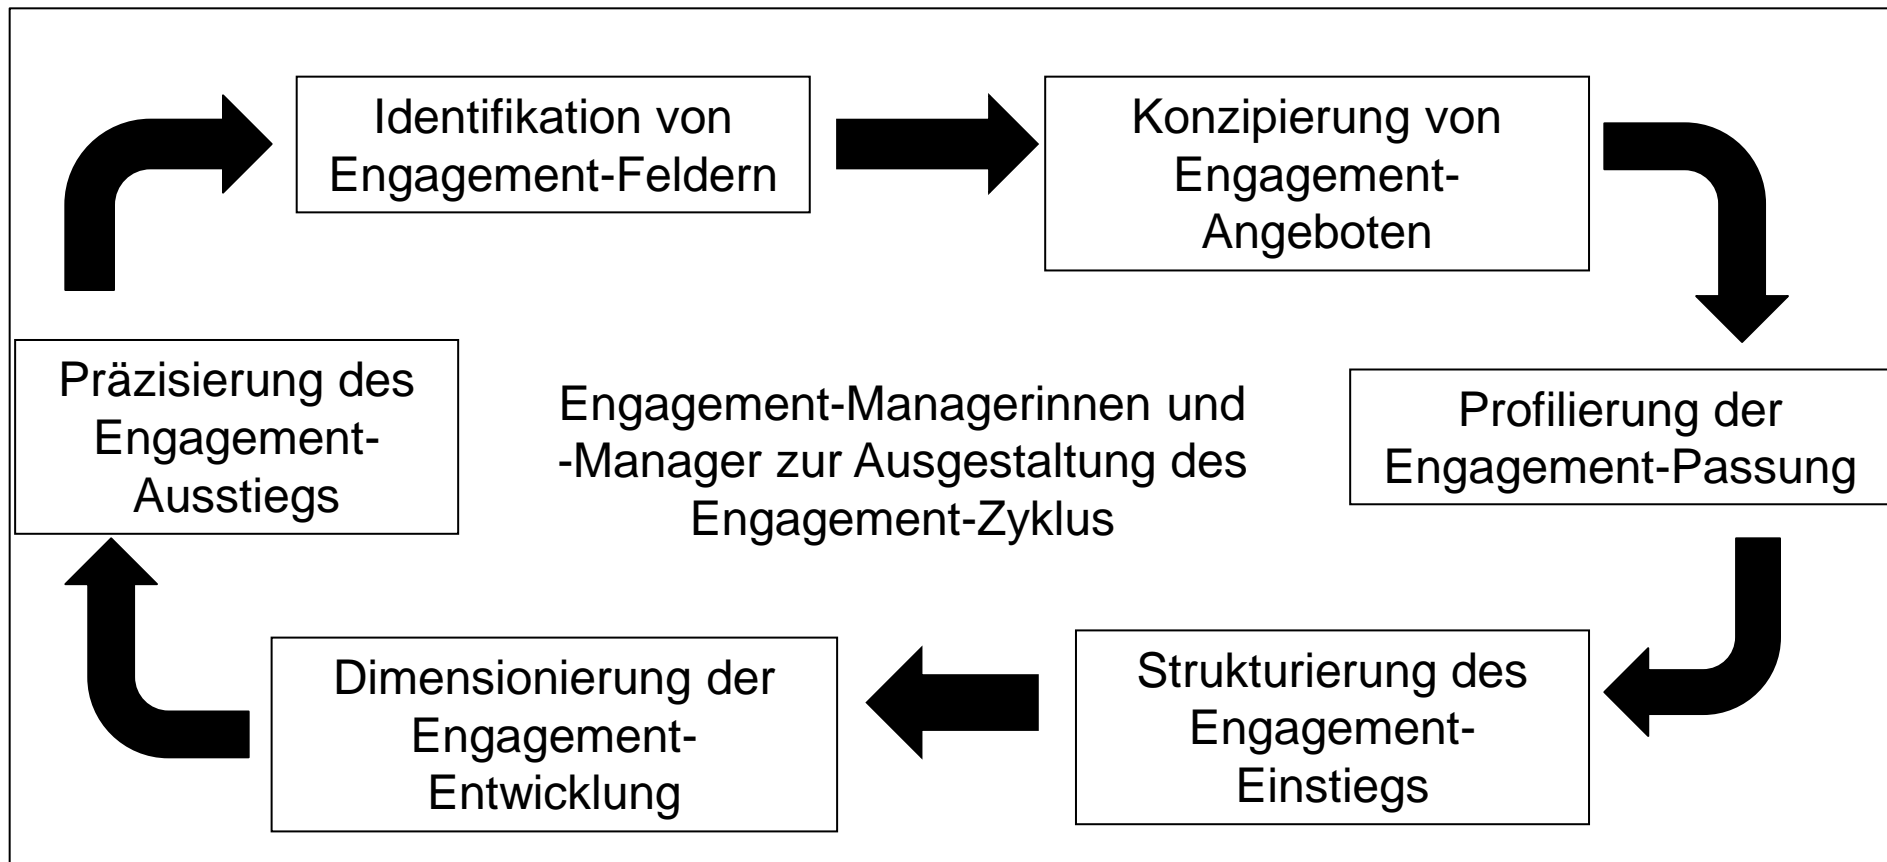 Identifikation von
Engagement-Feldern
Konzipierung von
Engagement-
Angeboten
Profilierung der
Engagement-Passung
Strukturierung des
Engagement-
Einstiegs
Dimensionierung der
Engagement-
Entwicklung
Präzisierung des
Engagement-
Ausstiegs
Engagement-Managerinnen und
-Manager zur Ausgestaltung des
Engagement-Zyklus